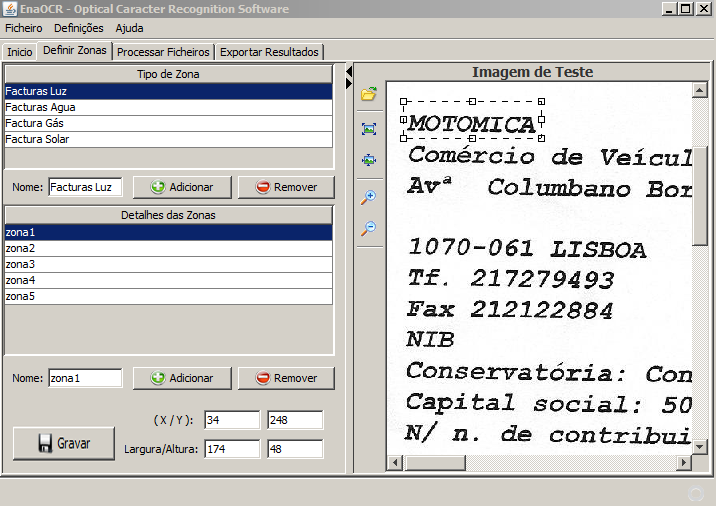 EnaOCR - Optical Caracter Recognition Software
Ficheiro Definições Ajuda
Inicio Definir Zonas Processar Ficheiros Exportar Resultados
Tipo de Zona
Facturas Luz
Facturas Agua
Factura Gás
Factura Solar
Nome: Facturas Luz Adicionar Remover
Detalhes das Zonas
zona1
zona2
zona3
zona4
zona5
Nome: zona1 Adicionar Remover
( X / Y ): 34 248
Gravar
Largura/Altura: 174 48
Imagem de Teste
MOTOMICA
Comércio de Veícul
Avª Columbano Bor
1070-061 LISBOA
Tf. 217279493
Fax 212122884
NIB
Conservatória: Con
Capital social: 50
N/ n. de contribui